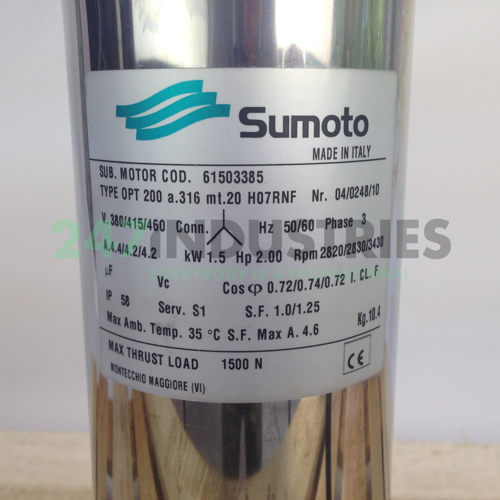 Sumoto
MADE IN ITALY
SUB. MOTOR COD. 61503385
TYPE OPT 200 a.316 mt.20 H07RNF Nr. 04/0248/10
V 380/415/460 Conn. Hz 50/60 Phase 3
A.4.4/4.2/4.2 kW 1.5 Hp 2.00 Rpm 2820/2830/3430
µF Vc Cosφ 0.72/0.74/0.72 I. CL. F
IP 58 Serv. S1 S.F. 1.0/1.25 Kg.10.4
Max Amb. Temp. 35 °C S.F. Max A. 4.6
MAX THRUST LOAD 1500 N
MONTECCHIO MAGGIORE (VI)
CE
247INDUSTRIES